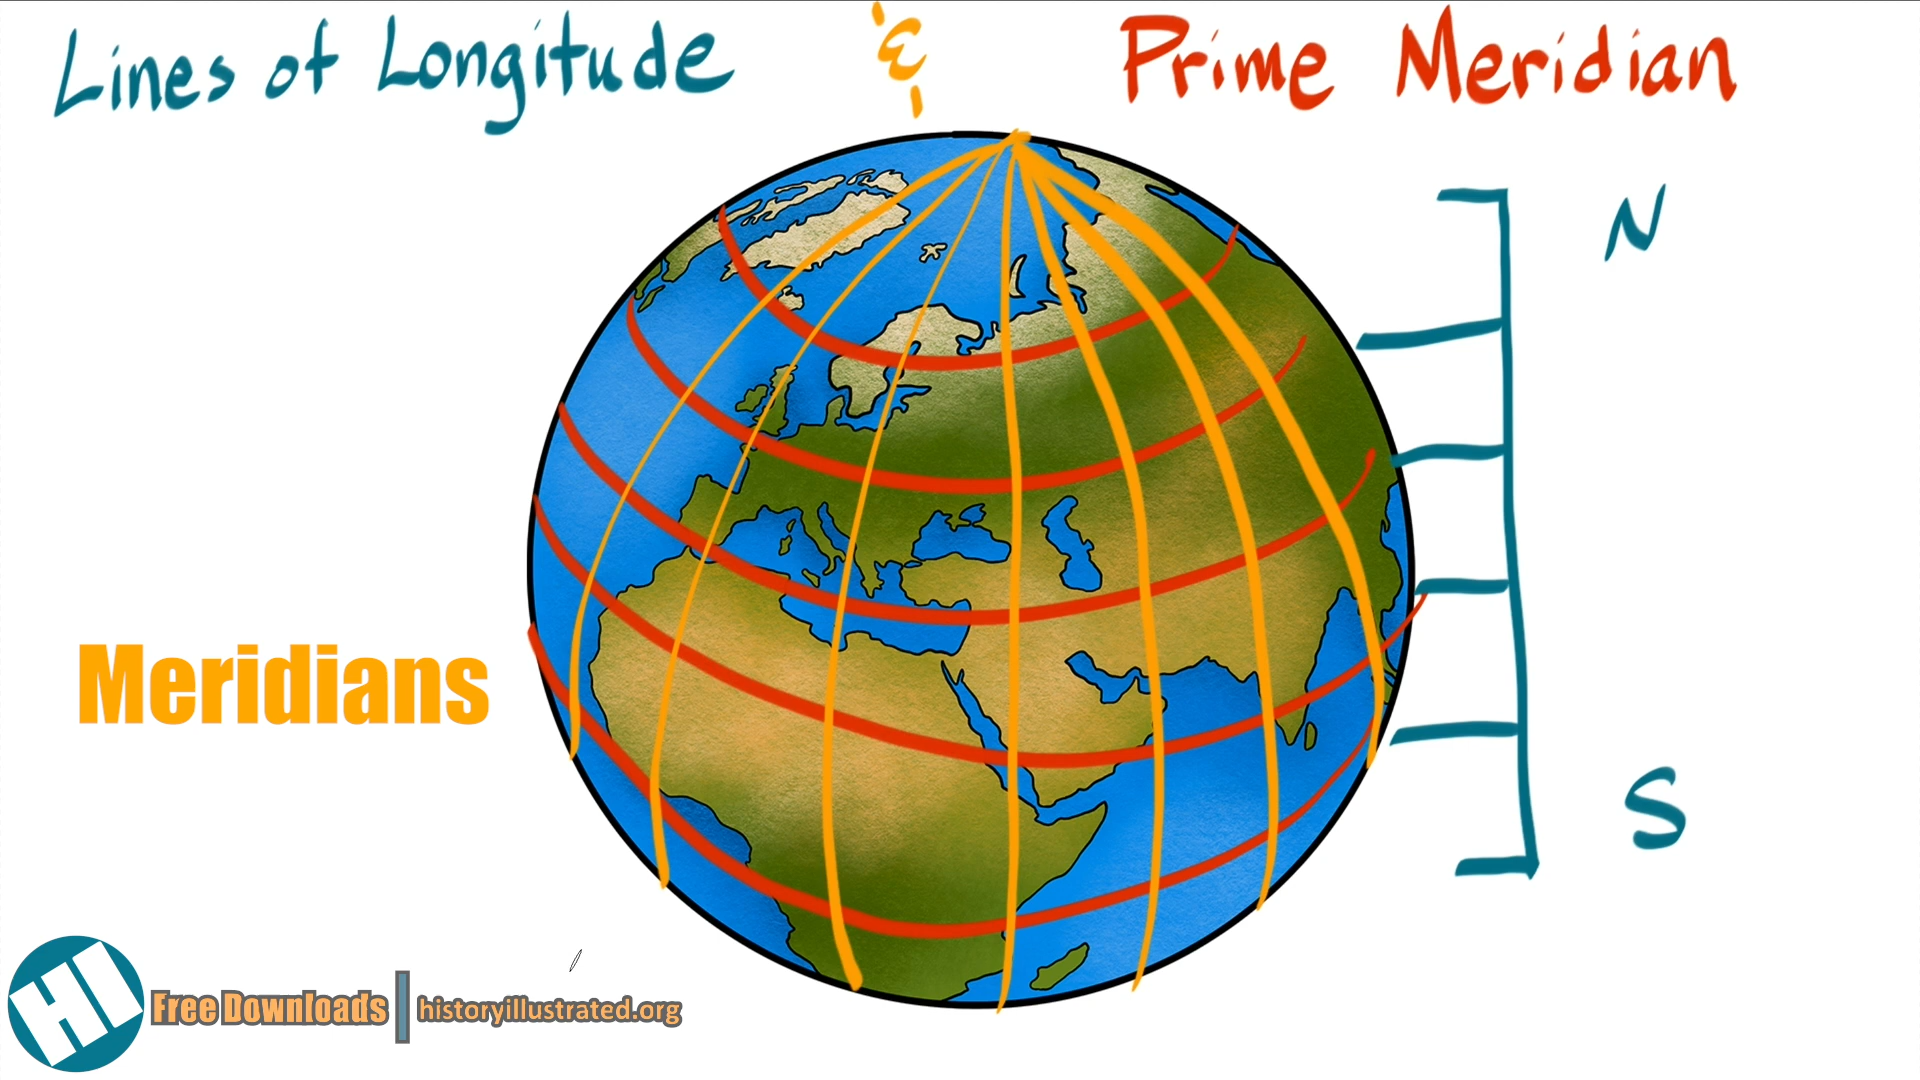 Lines of Longitude & Prime Meridian
N
Meridians
S
HI Free Downloads | historyillustrated.org